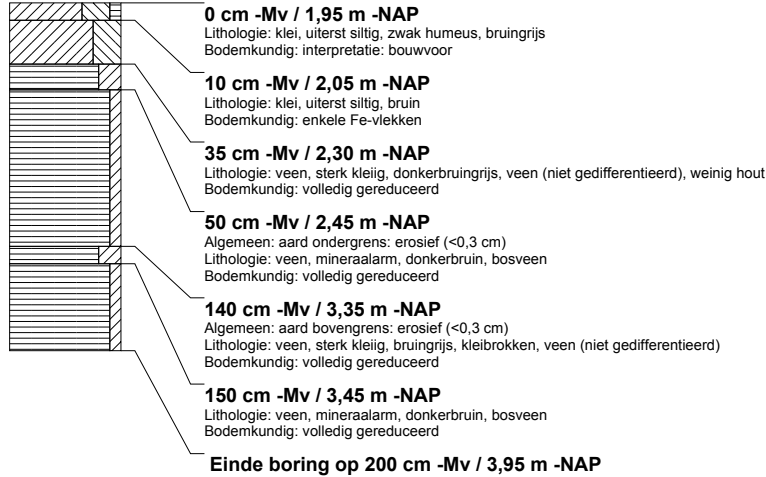 0 cm -Mv / 1,95 m -NAP
Lithologie: klei, uiterst siltig, zwak humeus, bruingrijs
Bodemkundig: interpretatie: bouwvoor
10 cm -Mv / 2,05 m -NAP
Lithologie: klei, uiterst siltig, bruin
Bodemkundig: enkele Fe-vlekken
35 cm -Mv / 2,30 m -NAP
Lithologie: veen, sterk kleiig, donkerbruingrijs, veen (niet gedifferentieerd), weinig hout
Bodemkundig: volledig gereduceerd
50 cm -Mv / 2,45 m -NAP
Algemeen: aard ondergrens: erosief (<0,3 cm)
Lithologie: veen, mineraalarm, donkerbruin, bosveen
Bodemkundig: volledig gereduceerd
140 cm -Mv / 3,35 m -NAP
Algemeen: aard bovengrens: erosief (<0,3 cm)
Lithologie: veen, sterk kleiig, bruingrijs, kleibrokken, veen (niet gedifferentieerd)
Bodemkundig: volledig gereduceerd
150 cm -Mv / 3,45 m -NAP
Lithologie: veen, mineraalarm, donkerbruin, bosveen
Bodemkundig: volledig gereduceerd
Einde boring op 200 cm -Mv / 3,95 m -NAP